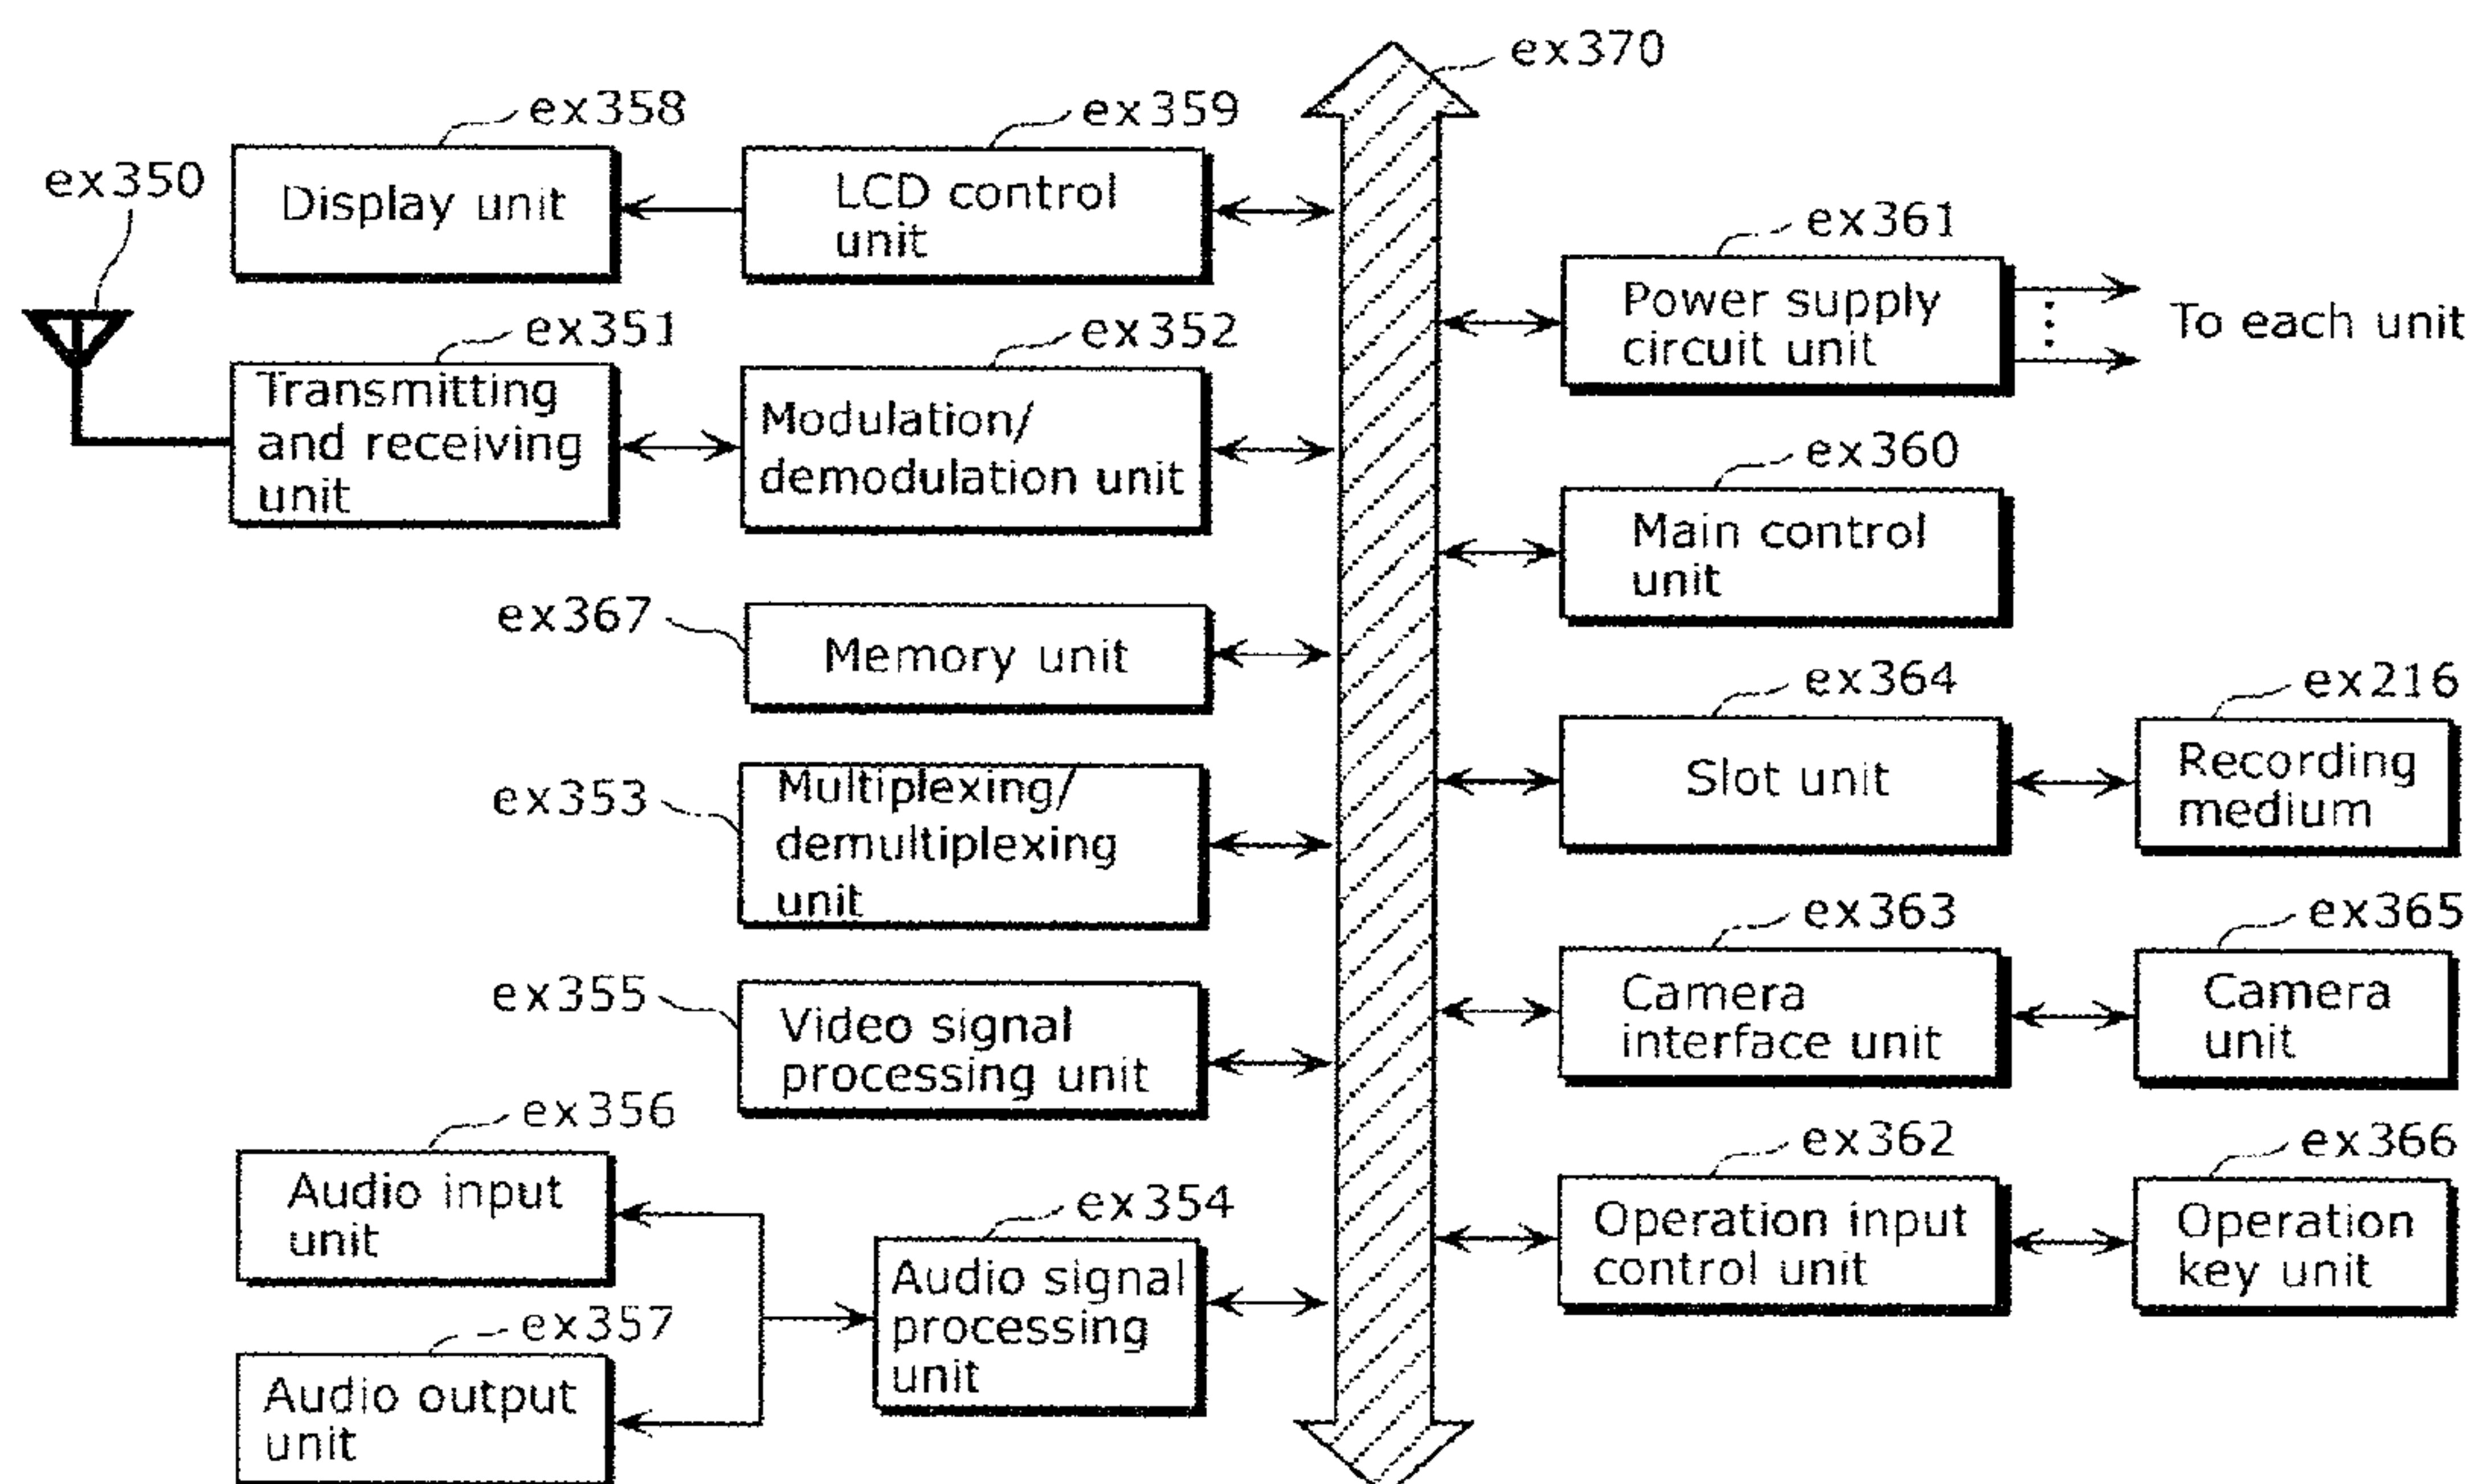 ex370
ex358
ex359
ex350
Display unit
LCD control
unit
ex361
Power supply
circuit unit
To each unit
ex351
ex352
Transmitting
and receiving
unit
Modulation/
demodulation unit
ex360
Main control
unit
ex367
Memory unit
ex364
ex216
Slot unit
Recording
medium
ex353
Multiplexing/
demultiplexing
unit
ex363
ex365
Camera
interface unit
Camera
unit
ex355
Video signal
processing unit
ex356
Audio input
unit
ex362
ex366
Operation input
control unit
Operation
key unit
ex354
Audio signal
processing
unit
ex357
Audio output
unit